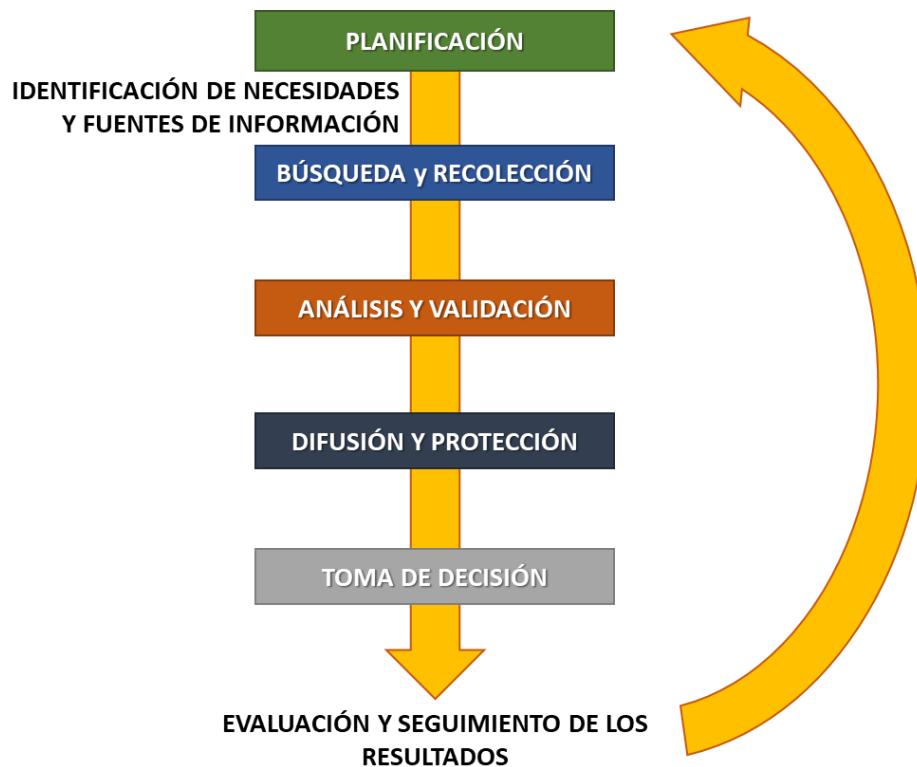 PLANIFICACIÓN
IDENTIFICACIÓN DE NECESIDADES
Y FUENTES DE INFORMACIÓN
BÚSQUEDA y RECOLECCIÓN
ANÁLISIS Y VALIDACIÓN
DIFUSIÓN Y PROTECCIÓN
TOMA DE DECISIÓN
EVALUACIÓN Y SEGUIMIENTO DE LOS
RESULTADOS